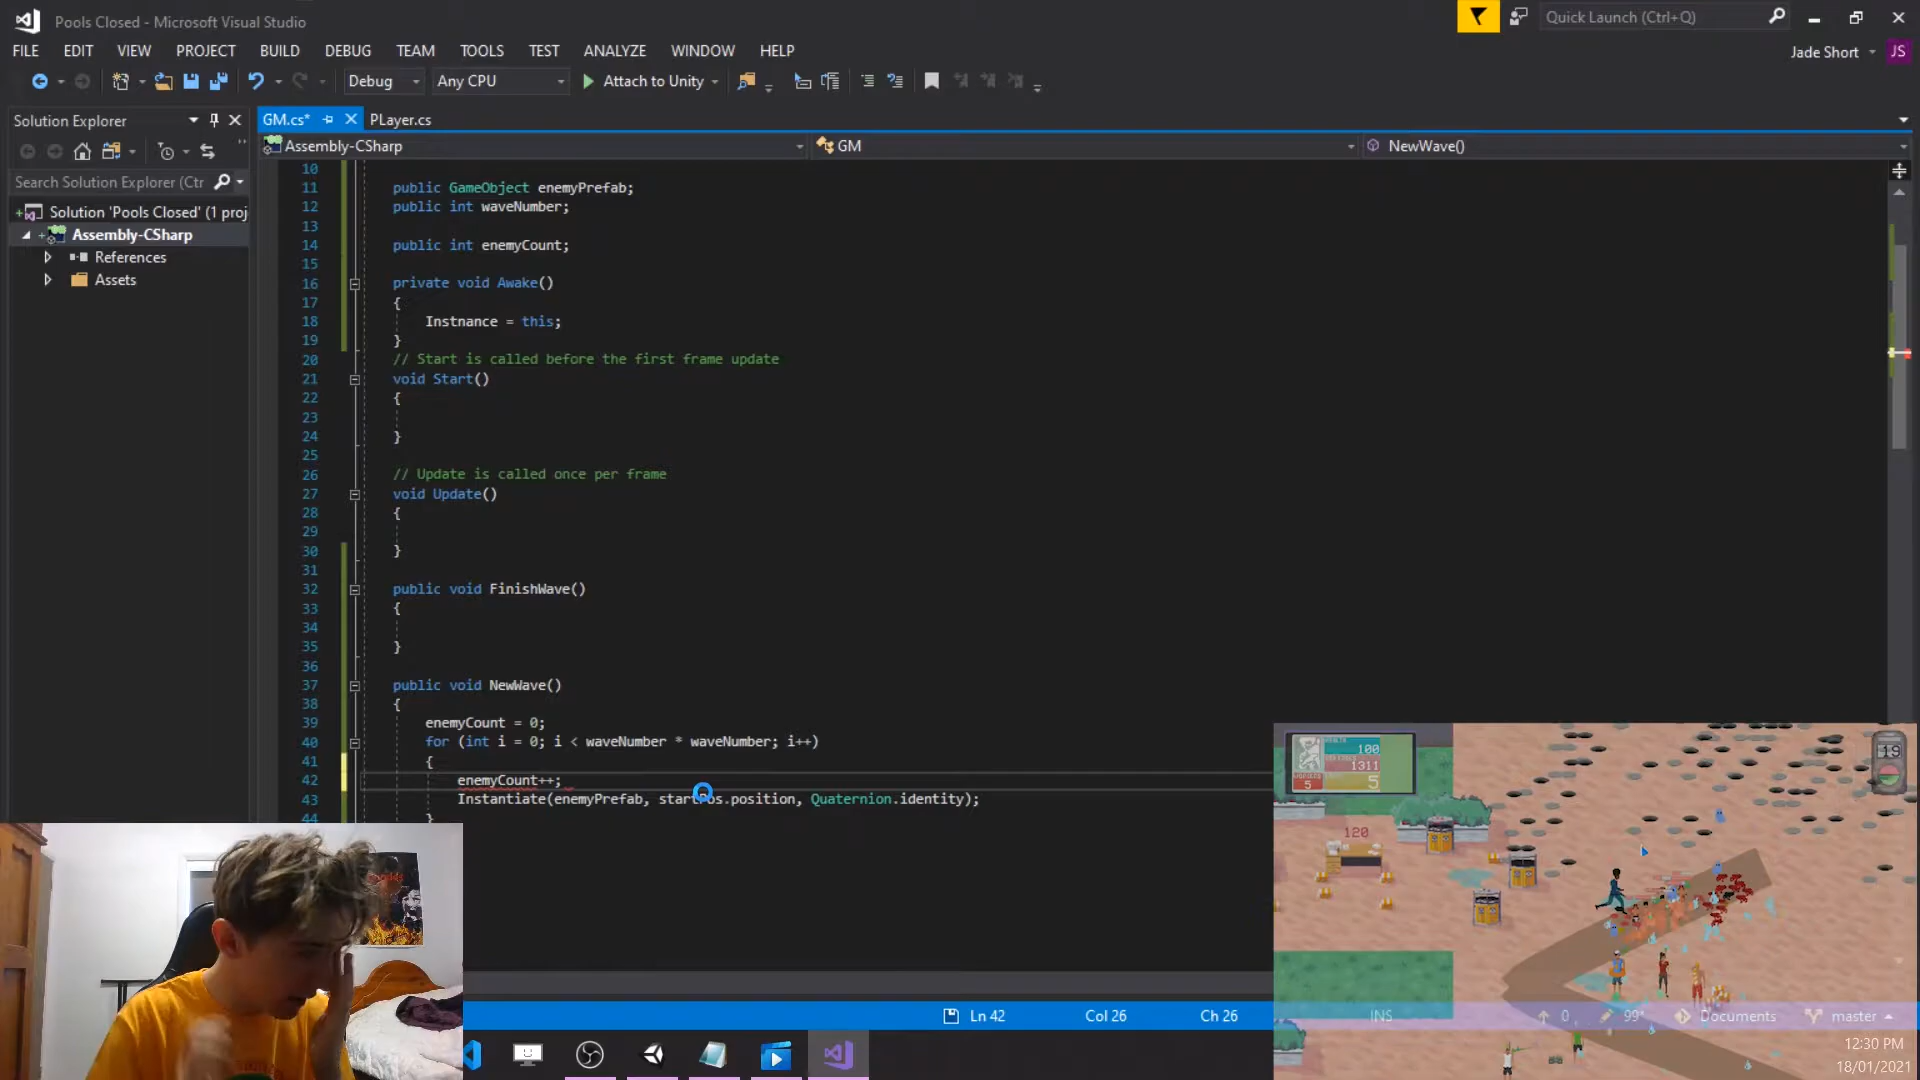 Pools Closed - Microsoft Visual Studio
Quick Launch (Ctrl+Q)
FILE EDIT VIEW PROJECT BUILD DEBUG TEAM TOOLS TEST ANALYZE WINDOW HELP
Jade Short JS
Debug Any CPU Attach to Unity
Solution Explorer
GM.cs* PLayer.cs
Assembly-CSharp GM NewWave()
Search Solution Explorer (Ctr
Solution 'Pools Closed' (1 proj
Assembly-CSharp
References
Assets
10
11 public GameObject enemyPrefab;
12 public int waveNumber;
13
14 public int enemyCount;
15
16 private void Awake()
17 {
18 Instnance = this;
19 }
20 // Start is called before the first frame update
21 void Start()
22 {
23
24 }
25
26 // Update is called once per frame
27 void Update()
28 {
29
30 }
31
32 public void FinishWave()
33 {
34
35 }
36
37 public void NewWave()
38 {
39 enemyCount = 0;
40 for (int i = 0; i < waveNumber * waveNumber; i++)
41 {
42 enemyCount++;
43 Instantiate(enemyPrefab, startPos.position, Quaternion.identity);
44 }
100
1311
5 5
19
120
Ln 42 Col 26 Ch 26 INS 0 99* Documents master
12:30 PM
18/01/2021